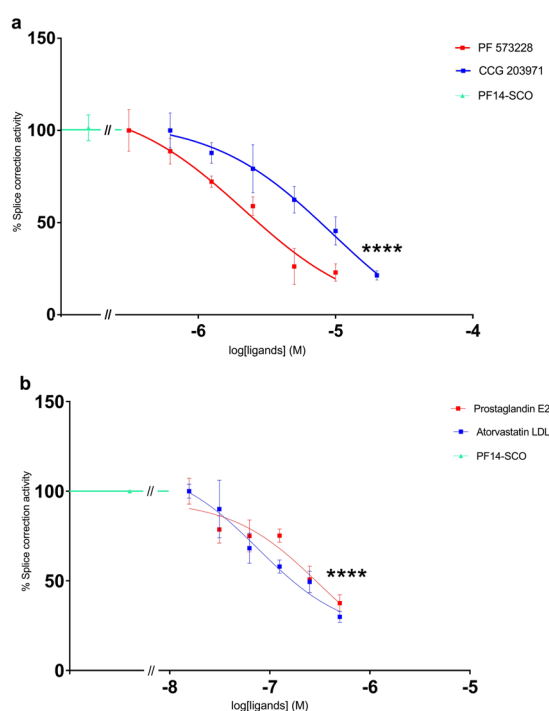 a
150
100
50
0
% Splice correction activity
//
//
-6
-5
-4
log[ligands] (M)
PF 573228
CCG 203971
PF14-SCO
****
b
150
100
50
0
% Splice correction activity
//
//
-8
-7
-6
-5
log[ligands] (M)
Prostaglandin E2
Atorvastatin LDL
PF14-SCO
****